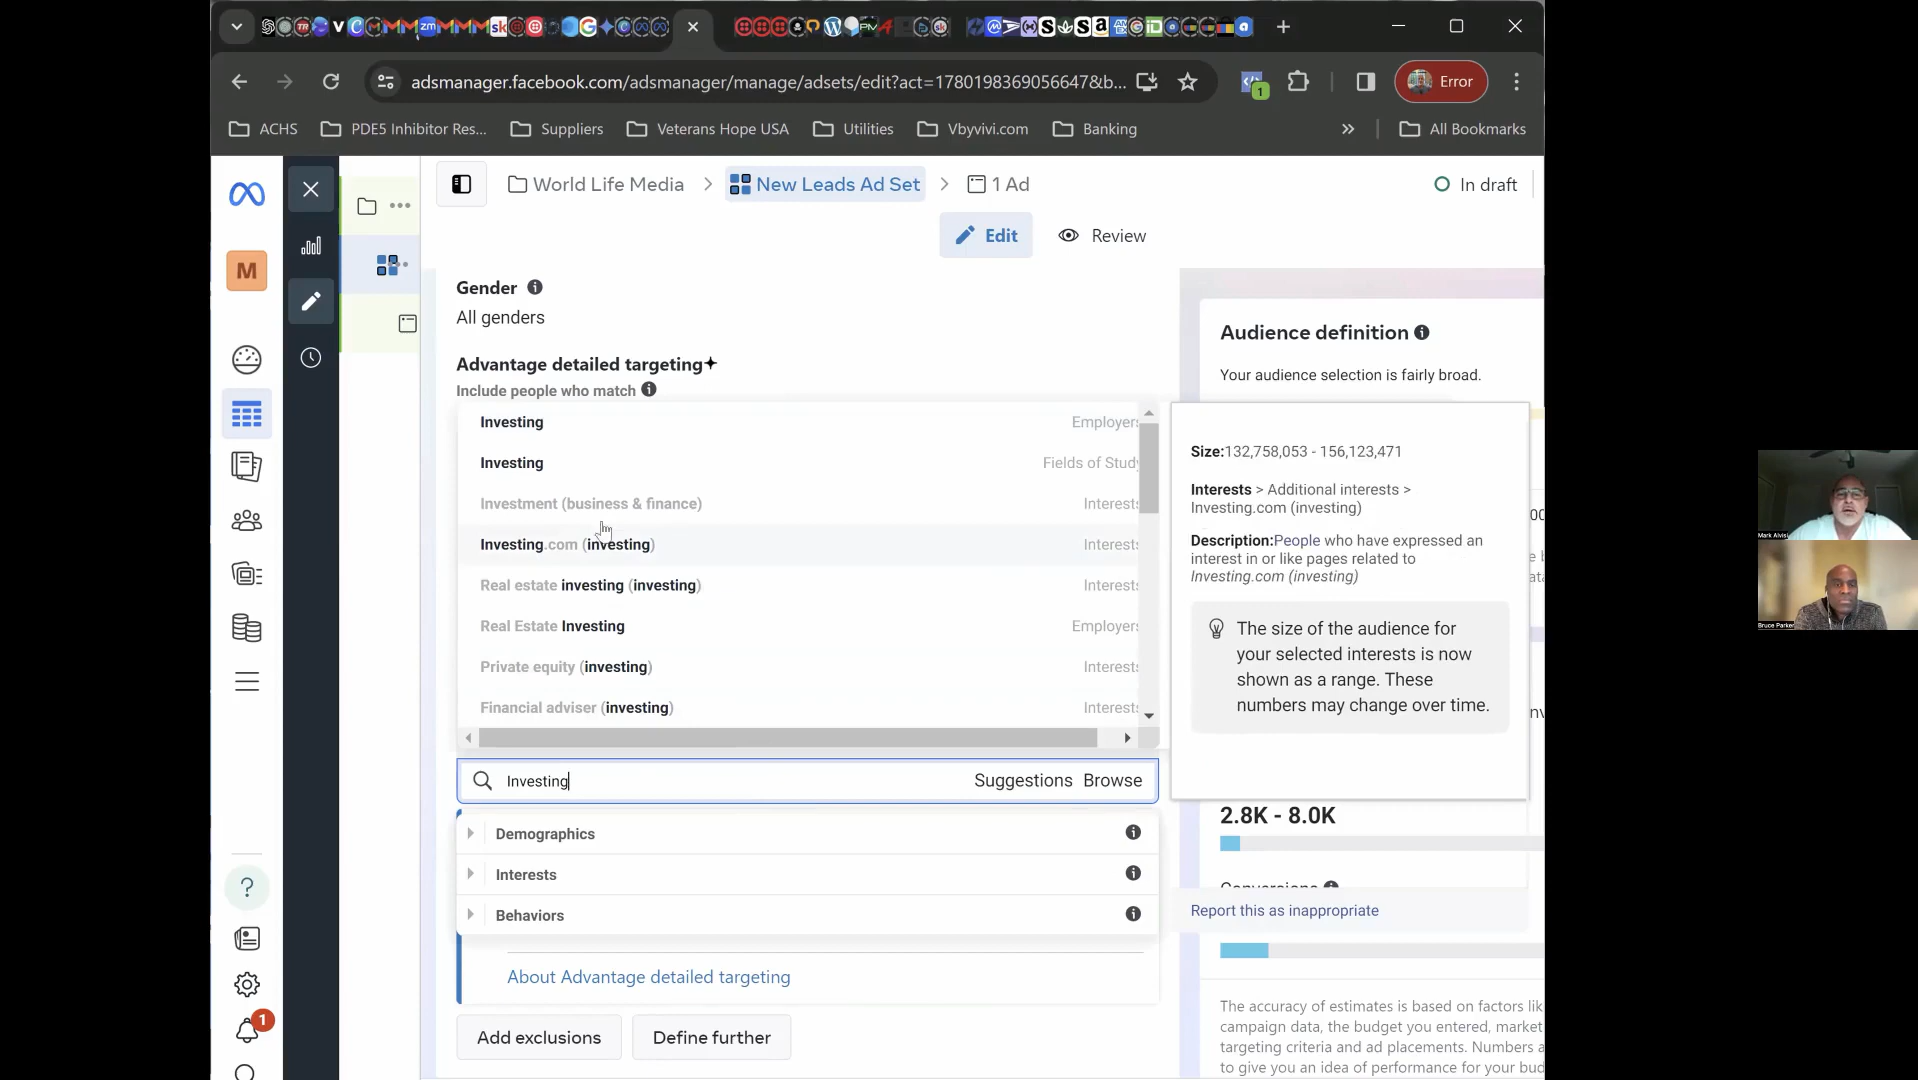 Error
adsmanager.facebook.com/adsmanager/manage/adsets/edit?act=1780198369056647&b...
1
ACHS
PDE5 Inhibitor Res...
Suppliers
Veterans Hope USA
Utilities
Vbyvivi.com
Banking
»
All Bookmarks
World Life Media
New Leads Ad Set
1 Ad
In draft
Edit
Review
M
Gender
All genders
Advantage detailed targeting
Include people who match
Investing Employers
Investing Fields of Study
Investment (business & finance) Interests
Investing.com (investing) Interests
Real estate investing (investing) Interests
Real Estate Investing Employers
Private equity (investing) Interests
Financial adviser (investing) Interests
Investing
Suggestions Browse
Demographics
Interests
Behaviors
About Advantage detailed targeting
Add exclusions
Define further
?
1
Audience definition
Your audience selection is fairly broad.
Size:132,758,053 - 156,123,471
Interests > Additional interests >
Investing.com (investing)
Description:People who have expressed an
interest in or like pages related to
Investing.com (investing)
The size of the audience for
your selected interests is now
shown as a range. These
numbers may change over time.
2.8K - 8.0K
Conversions
Report this as inappropriate
The accuracy of estimates is based on factors lik
campaign data, the budget you entered, market
targeting criteria and ad placements. Numbers a
to give you an idea of performance for your bud
Mark Alvisi
Bruce Parker